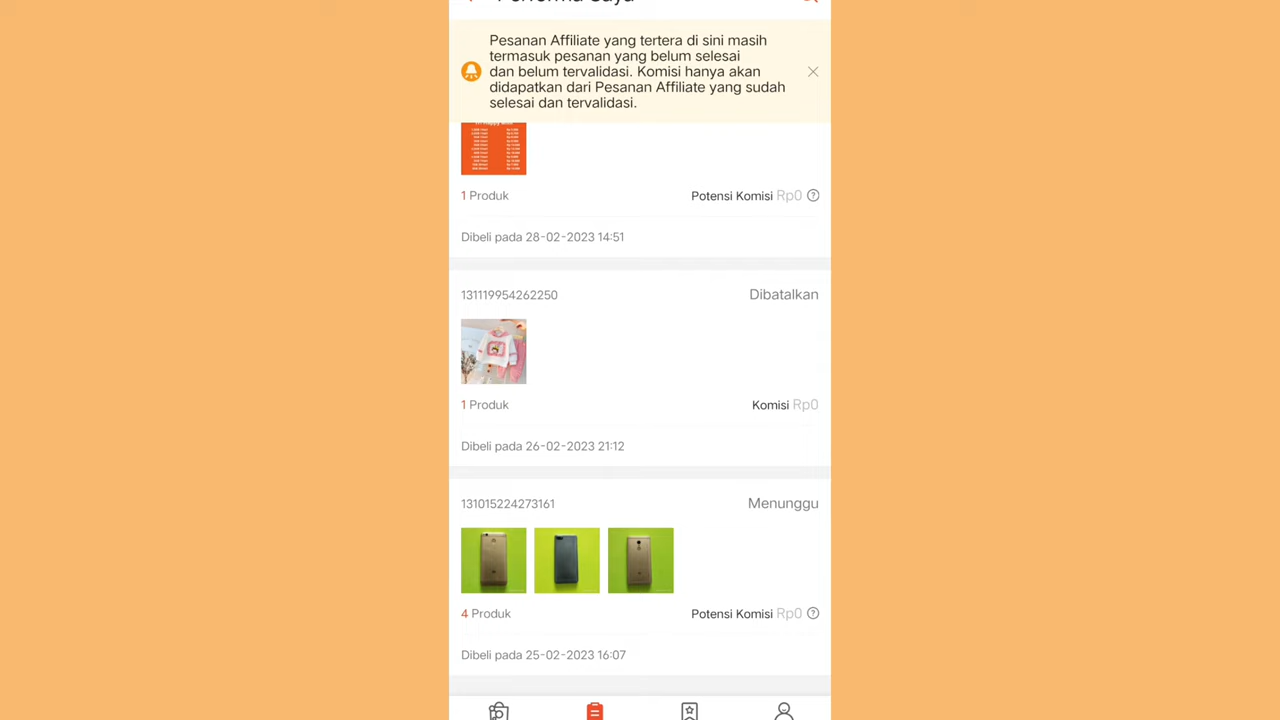 Performa Saya
Pesanan Affiliate yang tertera di sini masih
termasuk pesanan yang belum selesai
dan belum tervalidasi. Komisi hanya akan
didapatkan dari Pesanan Affiliate yang sudah
selesai dan tervalidasi.
1 Produk
Potensi Komisi Rp0
Dibeli pada 28-02-2023 14:51
131119954262250
Dibatalkan
1 Produk
Komisi Rp0
Dibeli pada 26-02-2023 21:12
131015224273161
Menunggu
4 Produk
Potensi Komisi Rp0
Dibeli pada 25-02-2023 16:07